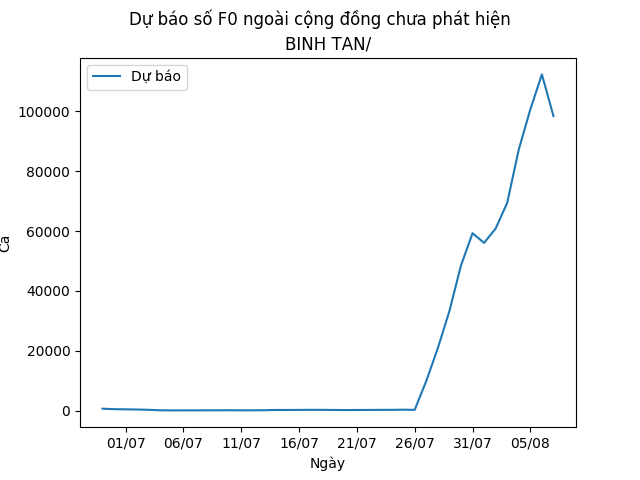 Dự báo số F0 ngoài cộng đồng chưa phát hiện
BINH TAN/
Dự báo
100000
80000
60000
40000
20000
0
Ca
01/07 06/07 11/07 16/07 21/07 26/07 31/07 05/08
Ngày